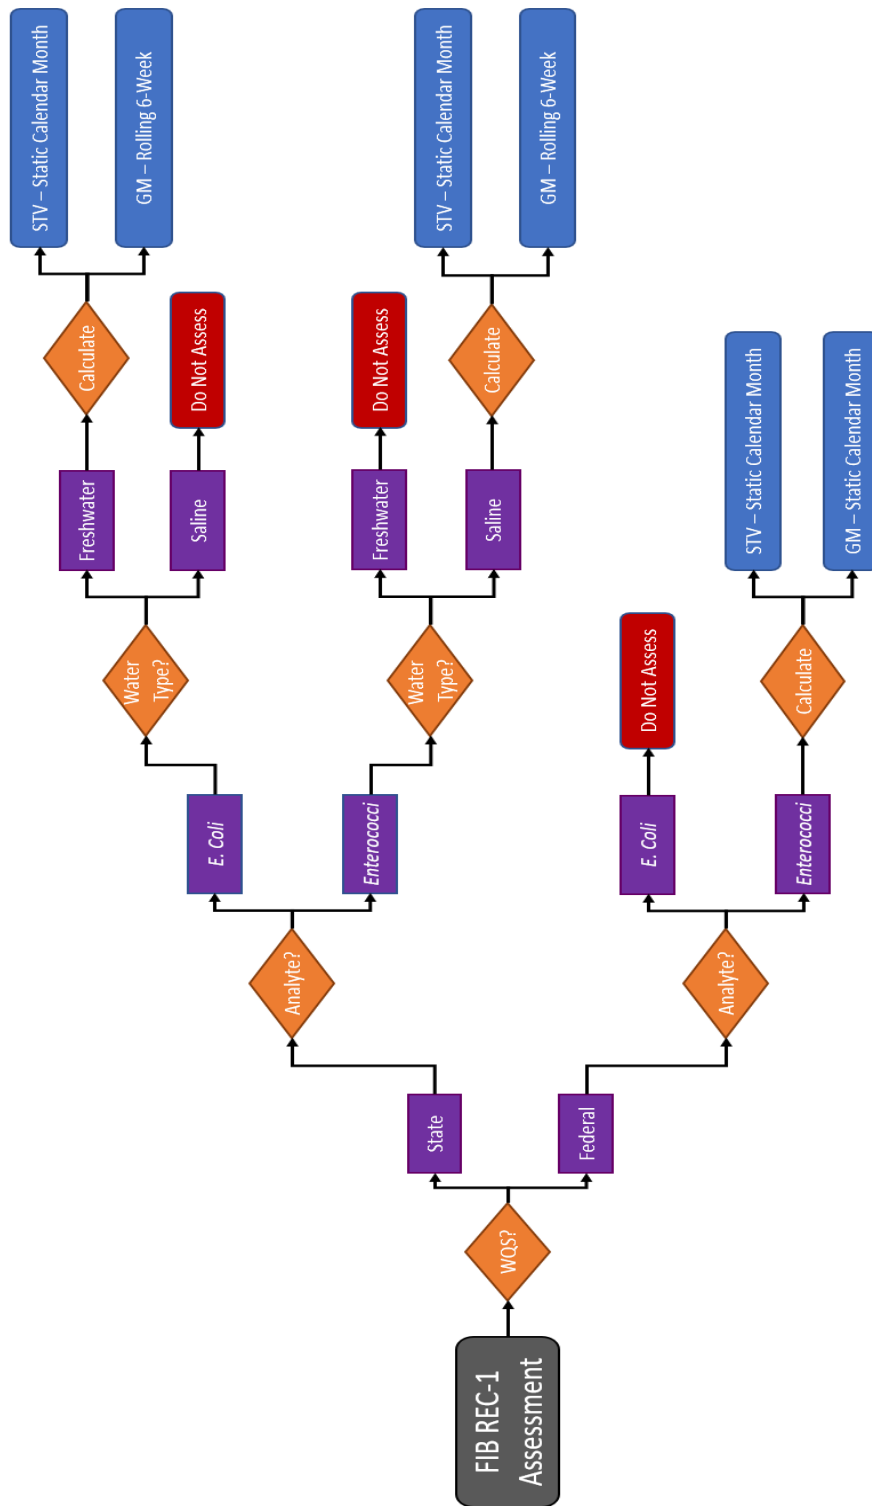 FIB REC-1
Assessment
WQS?
State
Federal
Analyte?
E. Coli
Enterococci
Water
Type?
Freshwater
Saline
Calculate
Do Not Assess
STV – Static Calendar Month
GM – Rolling 6-Week
Water
Type?
Freshwater
Saline
Do Not Assess
Calculate
STV – Static Calendar Month
GM – Rolling 6-Week
Analyte?
E. Coli
Enterococci
Do Not Assess
Calculate
STV – Static Calendar Month
GM – Static Calendar Month